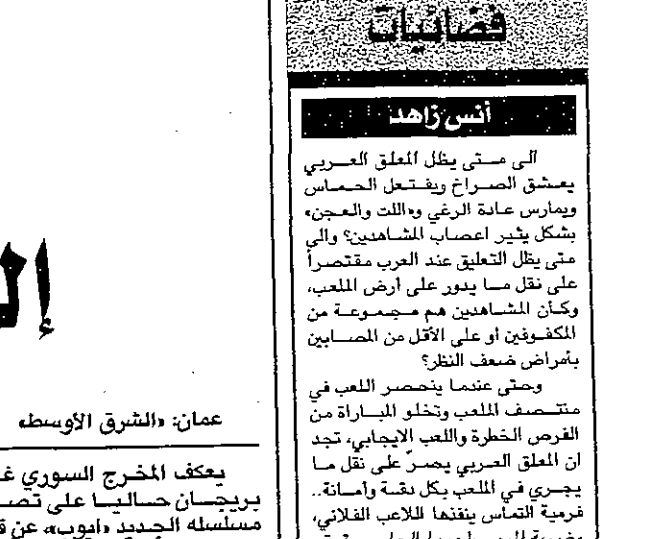 فضائيات
أنس زاهد
الى متى يظل المعلق العربي
يعشق الصراخ ويفتعل الحماس
ويمارس عادة الرغي و«اللت والعجن»
بشكل يثير اعصاب المشاهدين؟ والى
متى يظل التعليق عند العرب مقتصراً
على نقل ما يدور على أرض الملعب،
وكأن المشاهدين هم مجموعة من
المكفوفين أو على الأقل من المصابين
بأمراض ضعف النظر؟
وحتى عندما ينحصر اللعب في
منتصف الملعب وتخلو المباراة من
الفرص الخطرة واللعب الايجابي، تجد
ان المعلق العربي يصرّ على نقل ما
يجري في الملعب بكل دقة وأمانة..
فرمية التماس ينفذها اللاعب الفلاني،
عمان: «الشرق الأوسط»
يعكف المخرج السوري
بريجان حاليا على
مسلسله الجديد «ايوب» عن